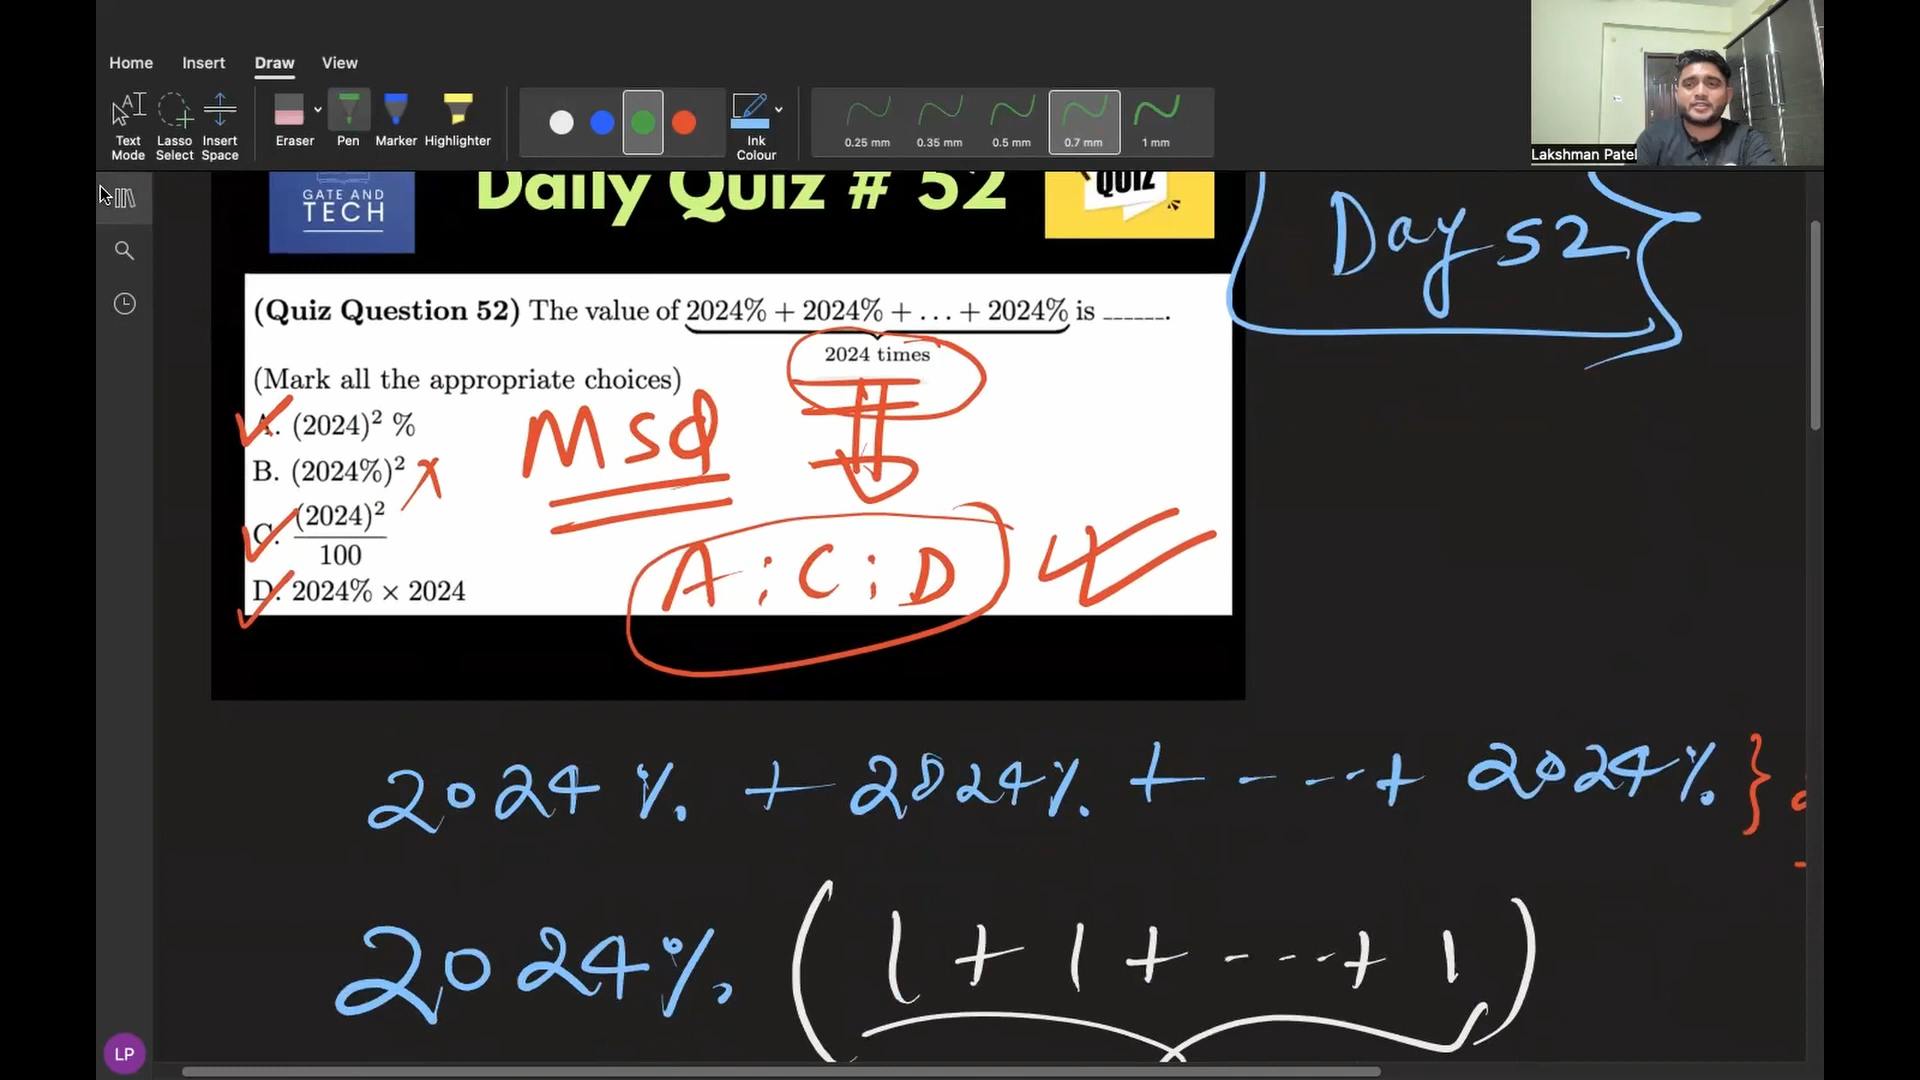 Home Insert Draw View
Text Mode
Lasso Select
Insert Space
Eraser
Pen
Marker
Highlighter
Ink Colour
0.25 mm
0.35 mm
0.5 mm
0.7 mm
1 mm
Lakshman Patel
GATE AND
TECH
Daily Quiz # 52
QUIZ
Day 52
(Quiz Question 52) The value of 2024% + 2024% + … + 2024% is ______.
2024 times
(Mark all the appropriate choices)
A. (2024)² %
B. (2024%)²
C. (2024)²/100
D. 2024% × 2024
MSQ
A ; C ; D
2024 % + 2024% + ---- + 2024% }
2024% ( 1 + 1 + ---- + 1 )
LP